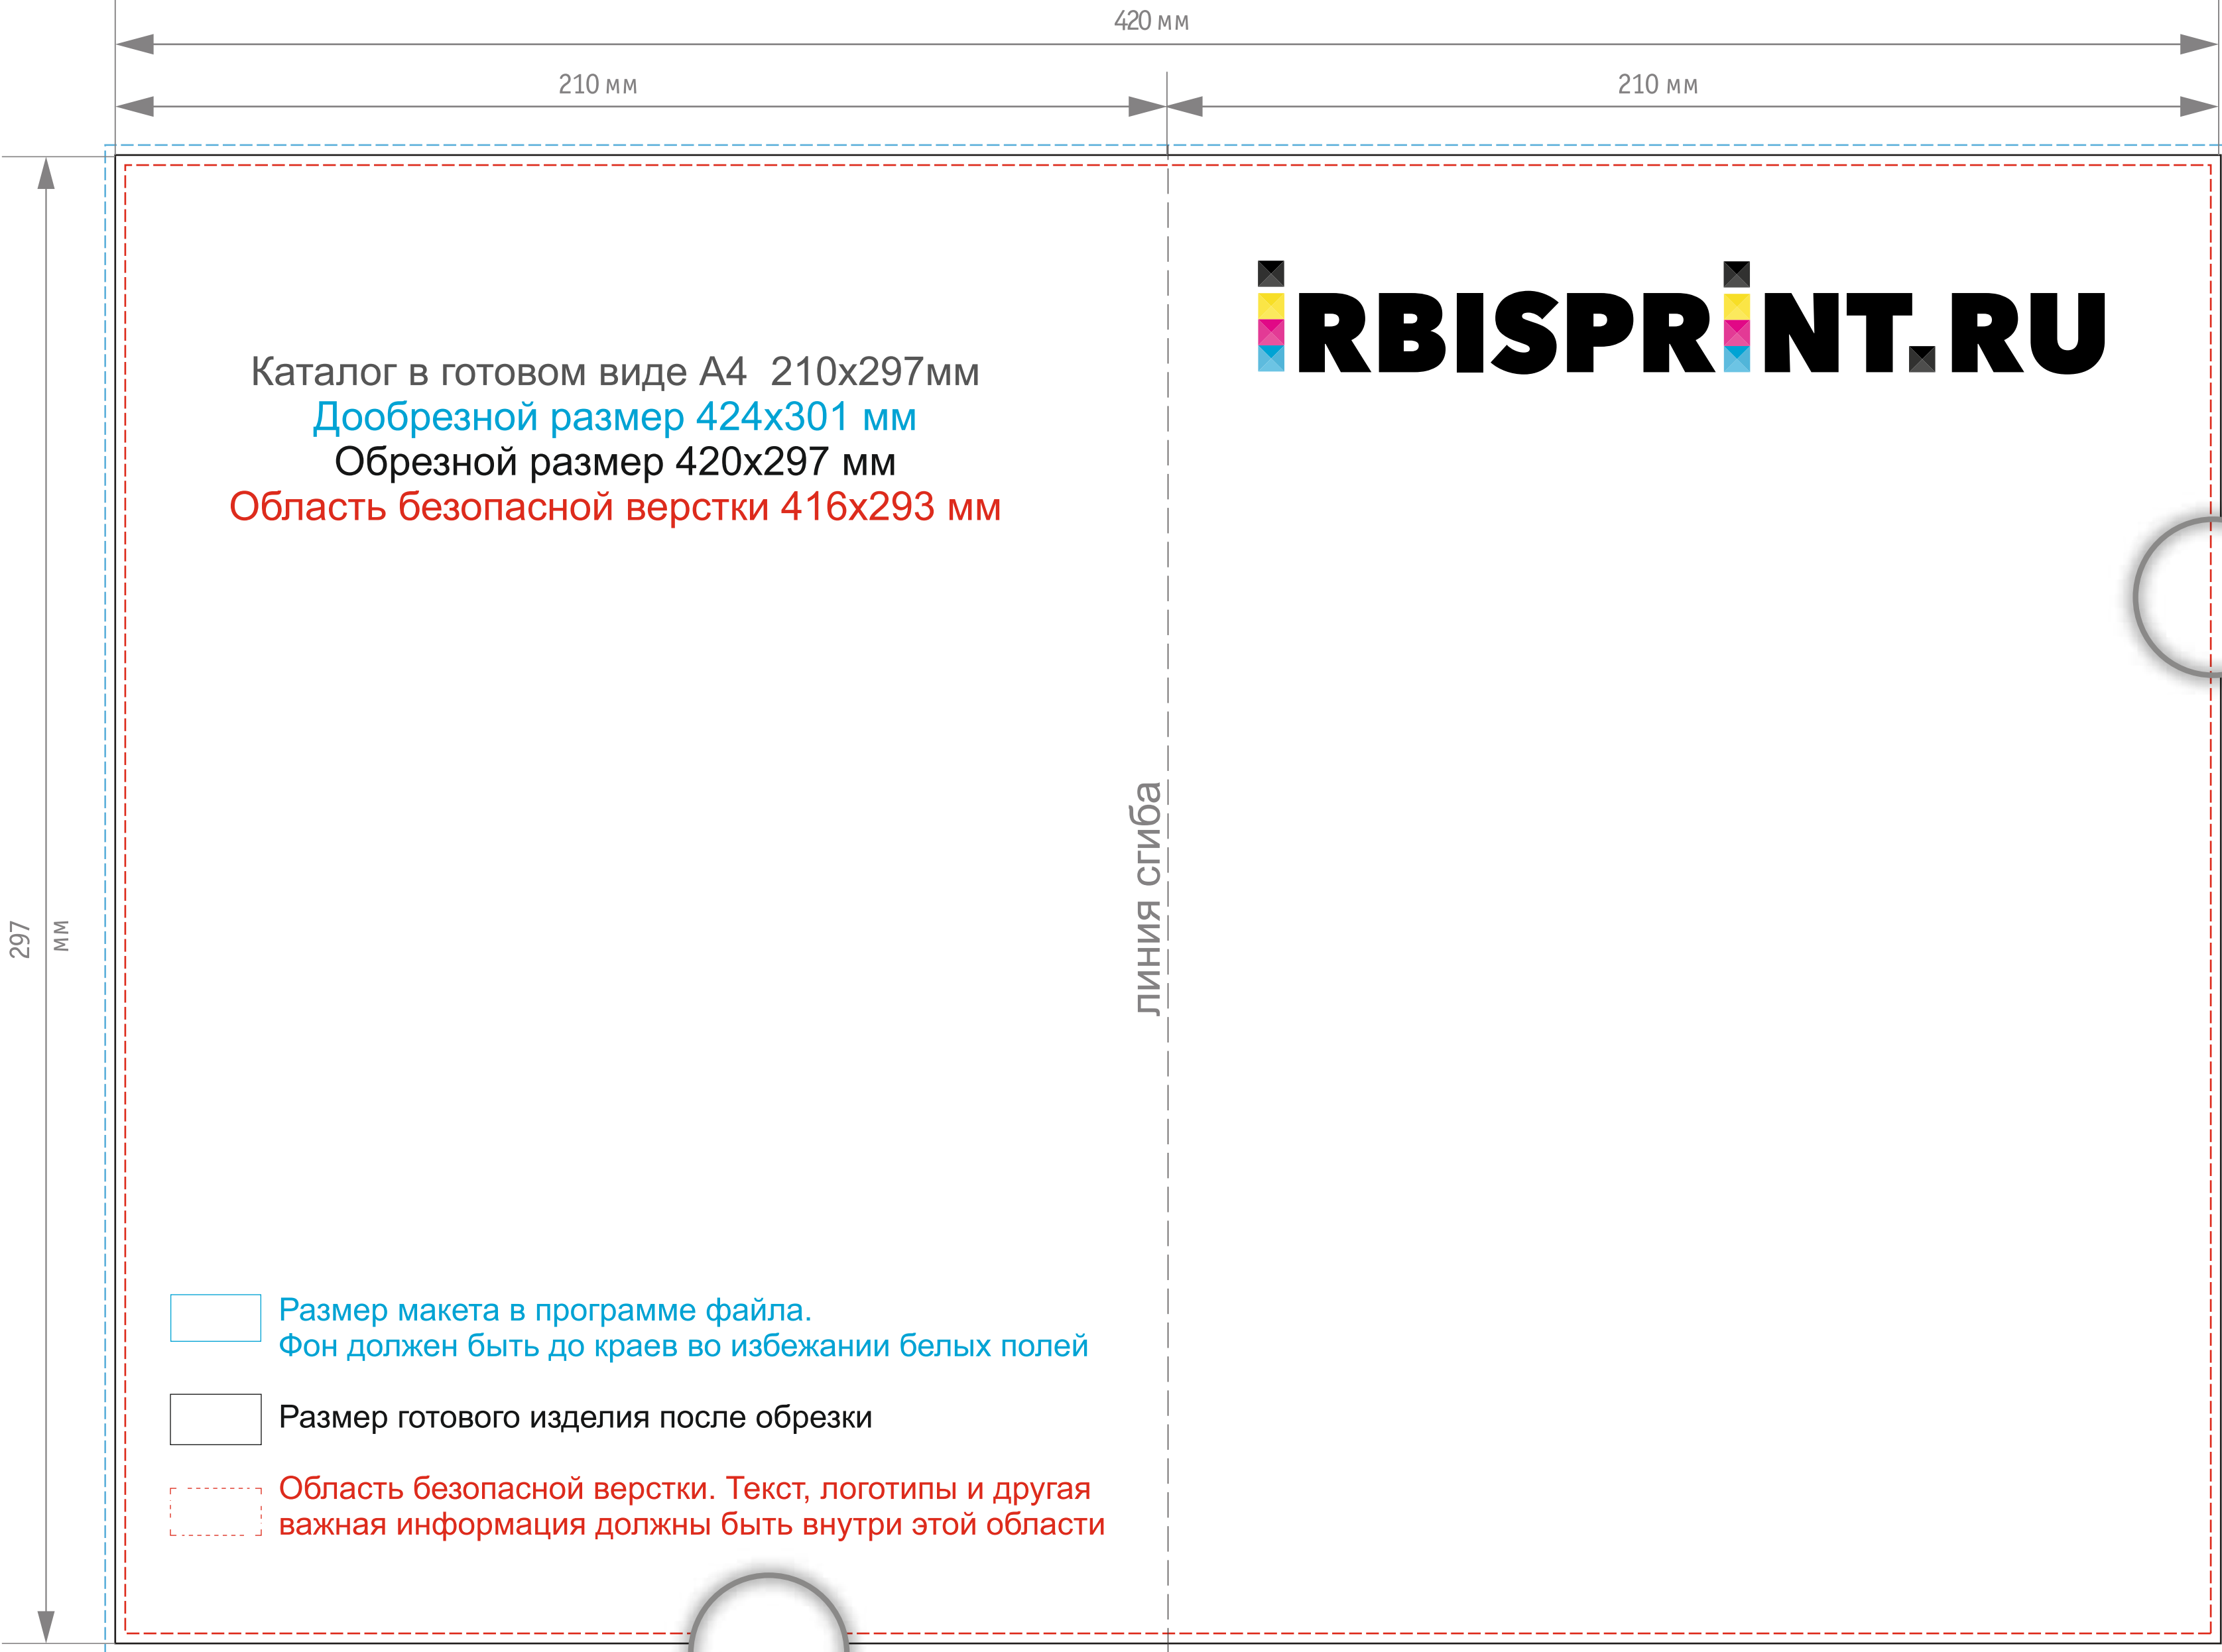 420 мм
210 мм
210 мм
iRBISPRiNT.RU
Каталог в готовом виде А4 210х297мм
Дообрезной размер 424х301 мм
Обрезной размер 420х297 мм
Область безопасной верстки 416х293 мм
линия сгиба
297
мм
Размер макета в программе файла.
Фон должен быть до краев во избежании белых полей
Размер готового изделия после обрезки
Область безопасной верстки. Текст, логотипы и другая
важная информация должны быть внутри этой области